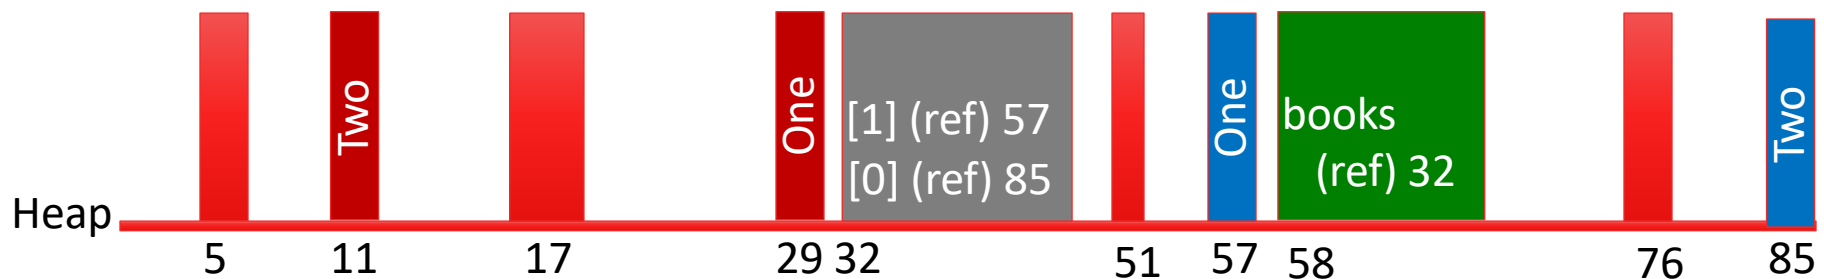 Two
One
[1] (ref) 57
[0] (ref) 85
One
books
(ref) 32
Two
Heap
5
11
17
29
32
51
57
58
76
85